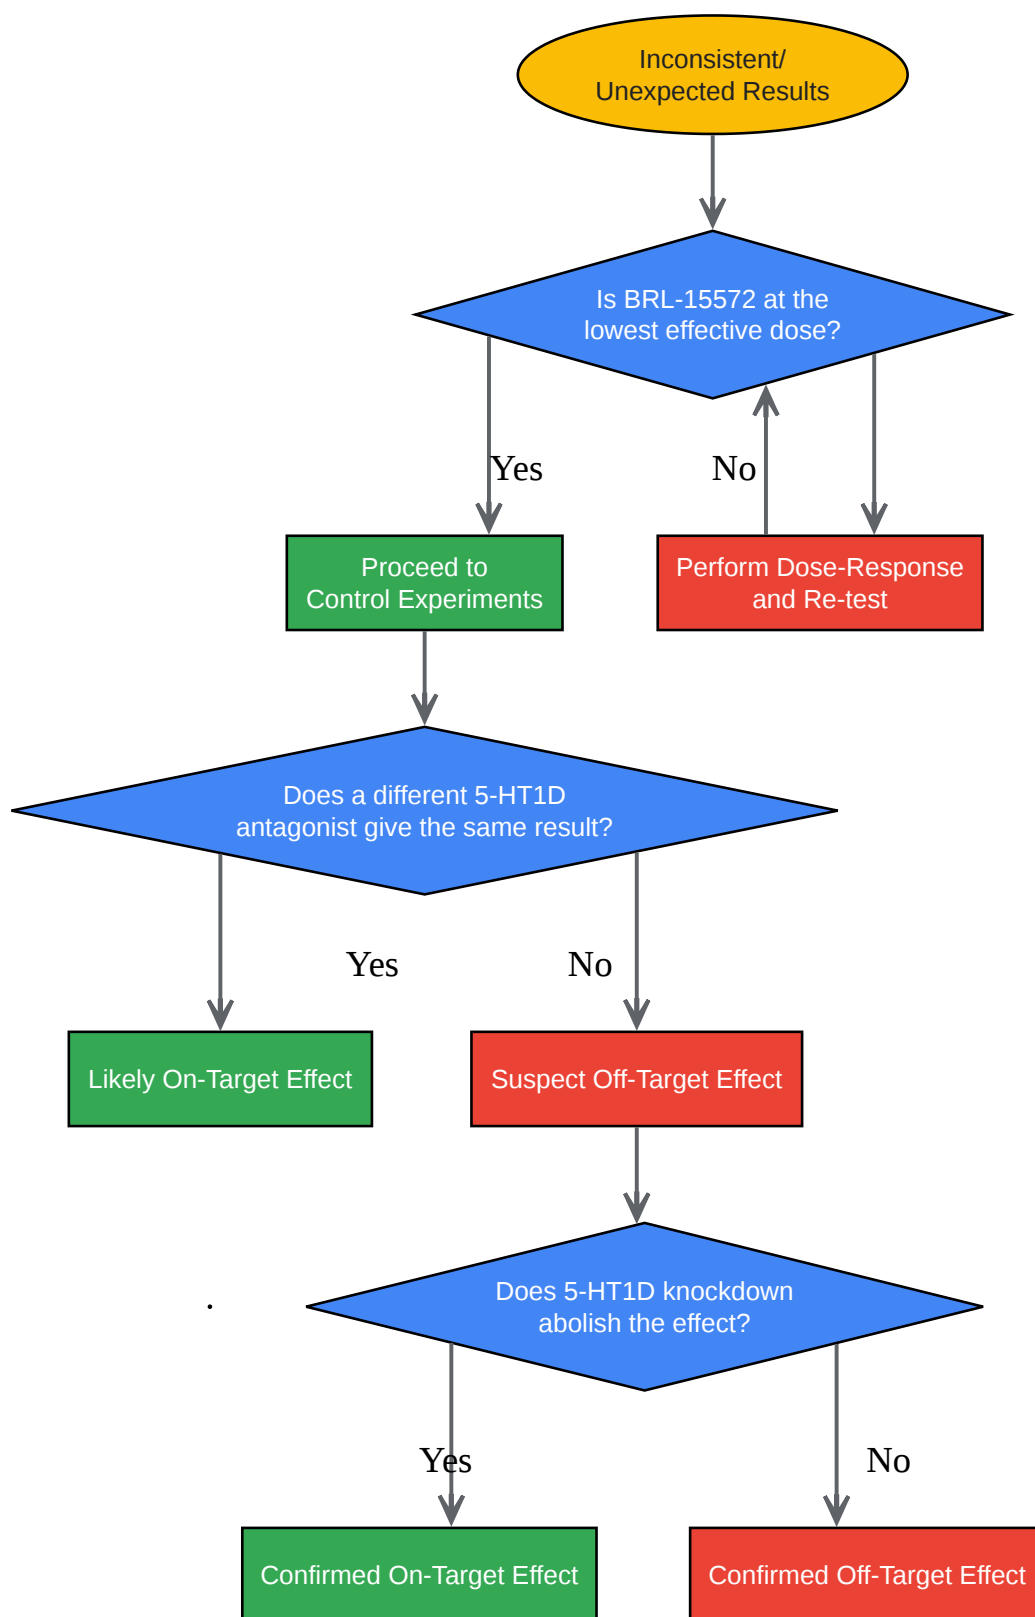 Inconsistent/
Unexpected Results
Is BRL-15572 at the
lowest effective dose?
Yes
No
Proceed to
Control Experiments
Perform Dose-Response
and Re-test
Does a different 5-HT1D
antagonist give the same result?
Yes
No
Likely On-Target Effect
Suspect Off-Target Effect
Does 5-HT1D knockdown
abolish the effect?
Yes
No
Confirmed On-Target Effect
Confirmed Off-Target Effect